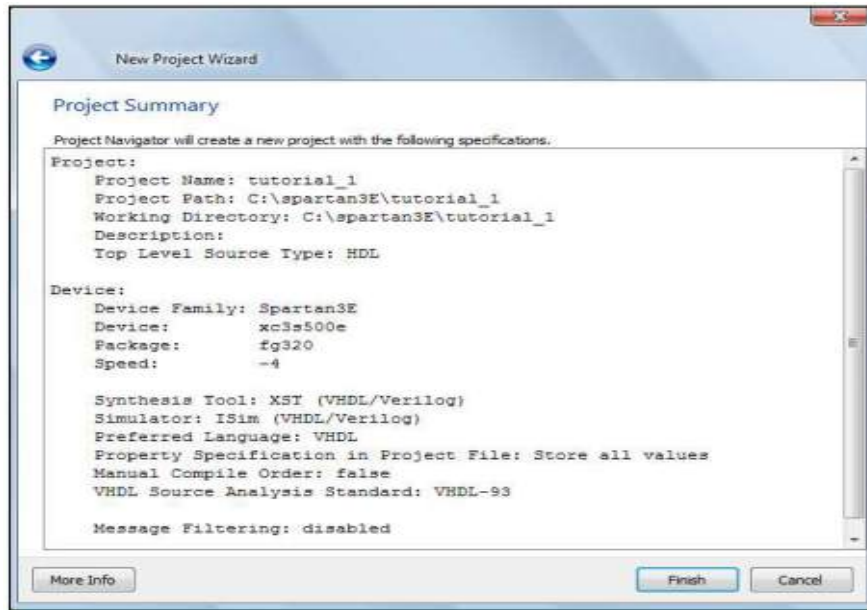 New Project Wizard
Project Summary
Project Navigator will create a new project with the following specifications.
Project:
Project Name: tutorial_1
Project Path: C:\spartan3E\tutorial_1
Working Directory: C:\spartan3E\tutorial_1
Description:
Top Level Source Type: HDL
Device:
Device Family: Spartan3E
Device: xc3s500e
Package: fg320
Speed: -4
Synthesis Tool: XST (VHDL/Verilog)
Simulator: ISim (VHDL/Verilog)
Preferred Language: VHDL
Property Specification in Project File: Store all values
Manual Compile Order: false
VHDL Source Analysis Standard: VHDL-93
Message Filtering: disabled
More Info Finish Cancel